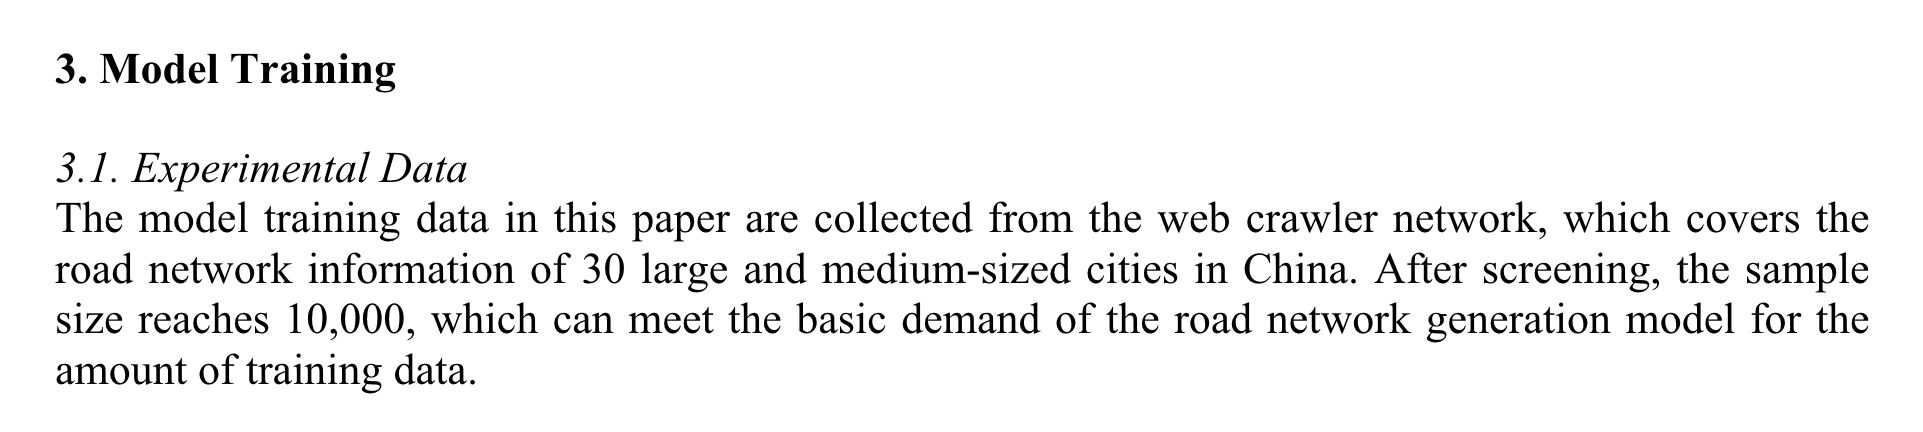 3. Model Training
3.1. Experimental Data
The model training data in this paper are collected from the web crawler network, which covers the
road network information of 30 large and medium-sized cities in China. After screening, the sample
size reaches 10,000, which can meet the basic demand of the road network generation model for the
amount of training data.